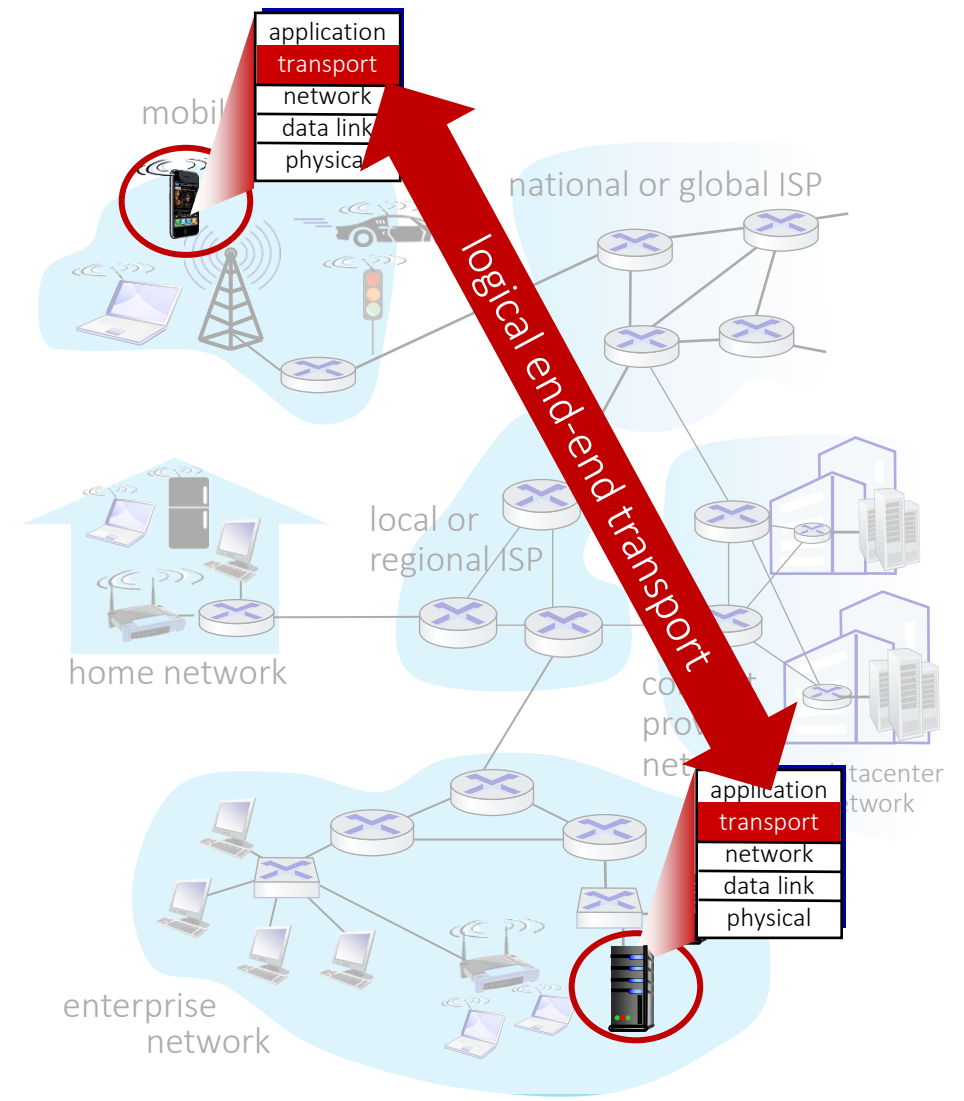 application
transport
network
data link
physical
national or global ISP
logical end-end transport
local or
regional ISP
home network
application
transport
network
data link
physical
enterprise
network